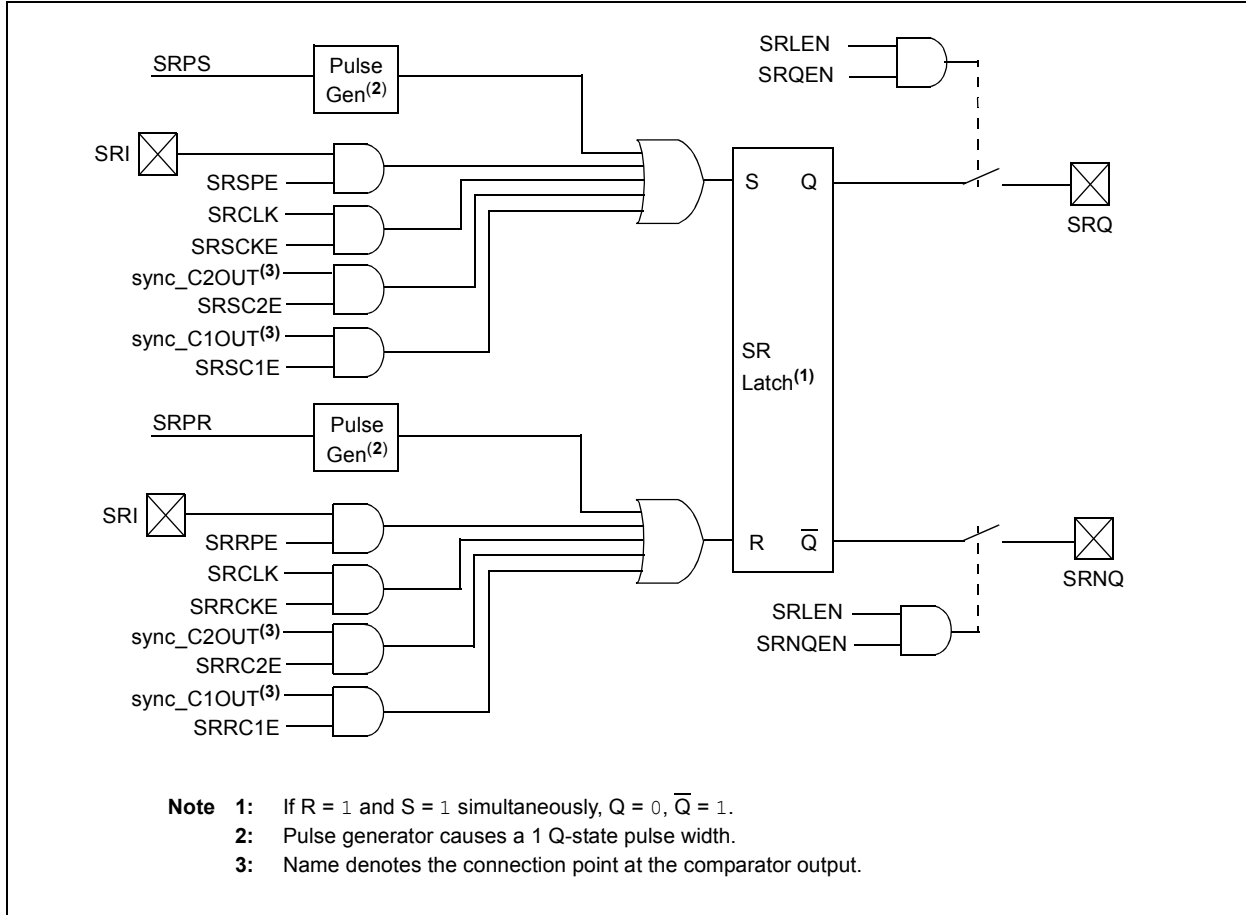 SRPS
Pulse
Gen(2)
SRI
SRSPE
SRCLK
SRSCKE
sync_C2OUT(3)
SRSC2E
sync_C1OUT(3)
SRSC1E
SRPR
Pulse
Gen(2)
SRI
SRRPE
SRCLK
SRRCKE
sync_C2OUT(3)
SRRC2E
sync_C1OUT(3)
SRRC1E
S Q
SR
Latch(1)
R Q̅
SRLEN
SRQEN
SRQ
SRLEN
SRNQEN
SRNQ
Note 1: If R = 1 and S = 1 simultaneously, Q = 0, Q̅ = 1.
2: Pulse generator causes a 1 Q-state pulse width.
3: Name denotes the connection point at the comparator output.